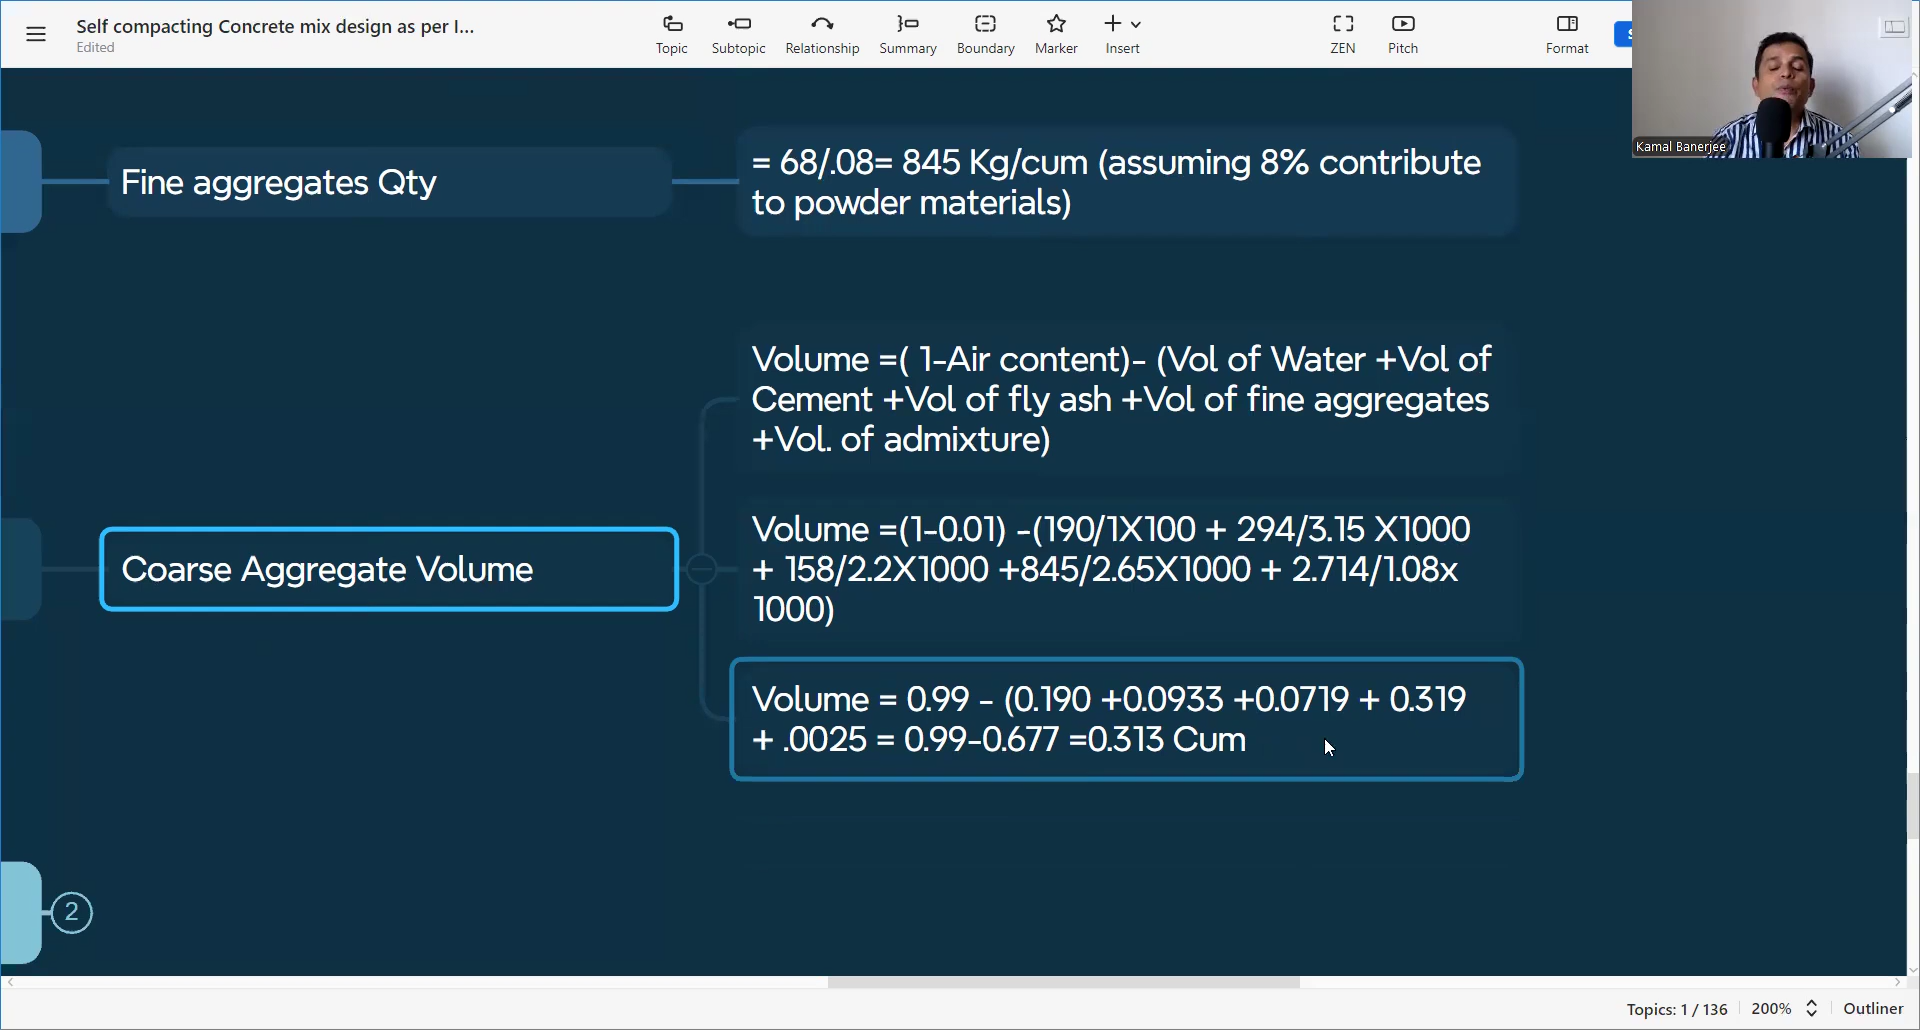 Self compacting Concrete mix design as per I...
Edited
Topic
Subtopic
Relationship
Summary
Boundary
Marker
Insert
ZEN
Pitch
Format
Kamal Banerjee
Fine aggregates Qty
= 68/.08= 845 Kg/cum (assuming 8% contribute
to powder materials)
Volume =( 1-Air content)- (Vol of Water +Vol of
Cement +Vol of fly ash +Vol of fine aggregates
+Vol. of admixture)
Coarse Aggregate Volume
Volume =(1-0.01) -(190/1X100 + 294/3.15 X1000
+ 158/2.2X1000 +845/2.65X1000 + 2.714/1.08x
1000)
Volume = 0.99 - (0.190 +0.0933 +0.0719 + 0.319
+ .0025 = 0.99-0.677 =0.313 Cum
2
Topics: 1 / 136
200%
Outliner